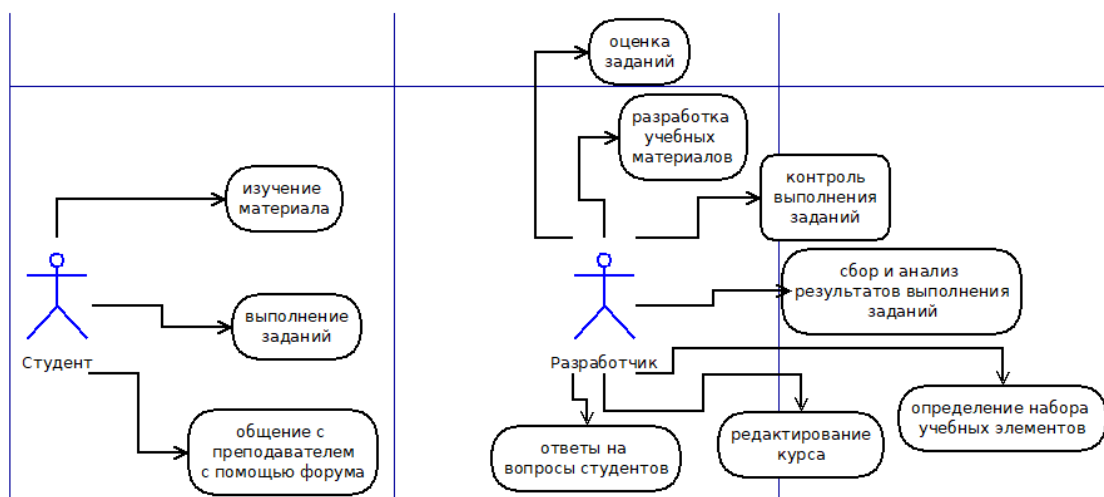 оценка
заданий
разработка
учебных
материалов
изучение
материала
контроль
выполнения
заданий
сбор и анализ
результатов выполнения
заданий
выполнение
заданий
Студент
Разработчик
определение набора
учебных элементов
общение с
преподавателем
с помощью форума
ответы на
вопросы студентов
редактирование
курса